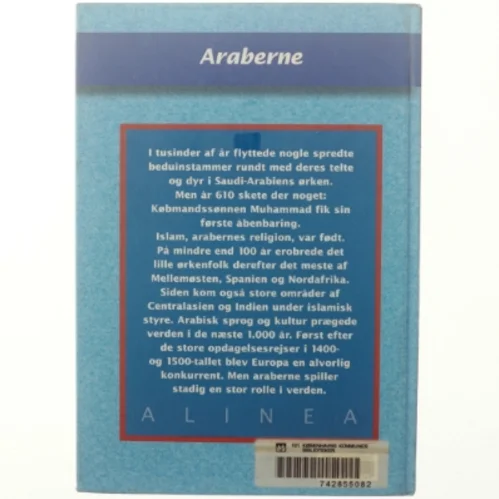 Araberne
I tusinder af år flyttede nogle spredte
beduinstammer rundt med deres telte
og dyr i Saudi-Arabiens ørken.
Men år 610 skete der noget:
Købmandssønnen Muhammad fik sin
første åbenbaring.
Islam, arabernes religion, var født.
På mindre end 100 år erobrede det
lille ørkenfolk derefter det meste af
Mellemøsten, Spanien og Nordafrika.
Siden kom også store områder af
Centralasien og Indien under islamisk
styre. Arabisk sprog og kultur prægede
verden i de næste 1.000 år. Først efter
de store opdagelsesrejser i 1400-
og 1500-tallet blev Europa en alvorlig
konkurrent. Men araberne spiller
stadig en stor rolle i verden.
ALINEA
101 KØBENHAVNS KOMMUNES
BIBLIOTEKER
742855082